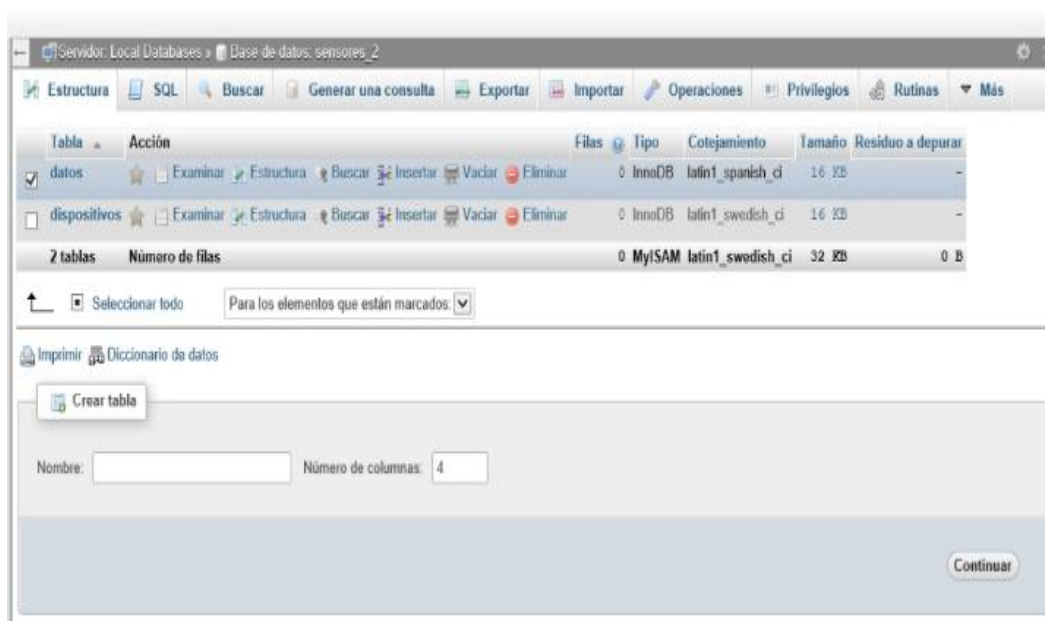 Servidor: Local Databases » Base de datos: sensores_2
Estructura SQL Buscar Generar una consulta Exportar Importar Operaciones Privilegios Rutinas Más
Tabla Acción Filas Tipo Cotejamiento Tamaño Residuo a depurar
datos Examinar Estructura Buscar Insertar Vaciar Eliminar 0 InnoDB latin1_spanish_ci 16 KB -
dispositivos Examinar Estructura Buscar Insertar Vaciar Eliminar 0 InnoDB latin1_swedish_ci 16 KB -
2 tablas Número de filas 0 MyISAM latin1_swedish_ci 32 KB 0 B
Seleccionar todo Para los elementos que están marcados:
Imprimir Diccionario de datos
Crear tabla
Nombre: Número de columnas: 4
Continuar